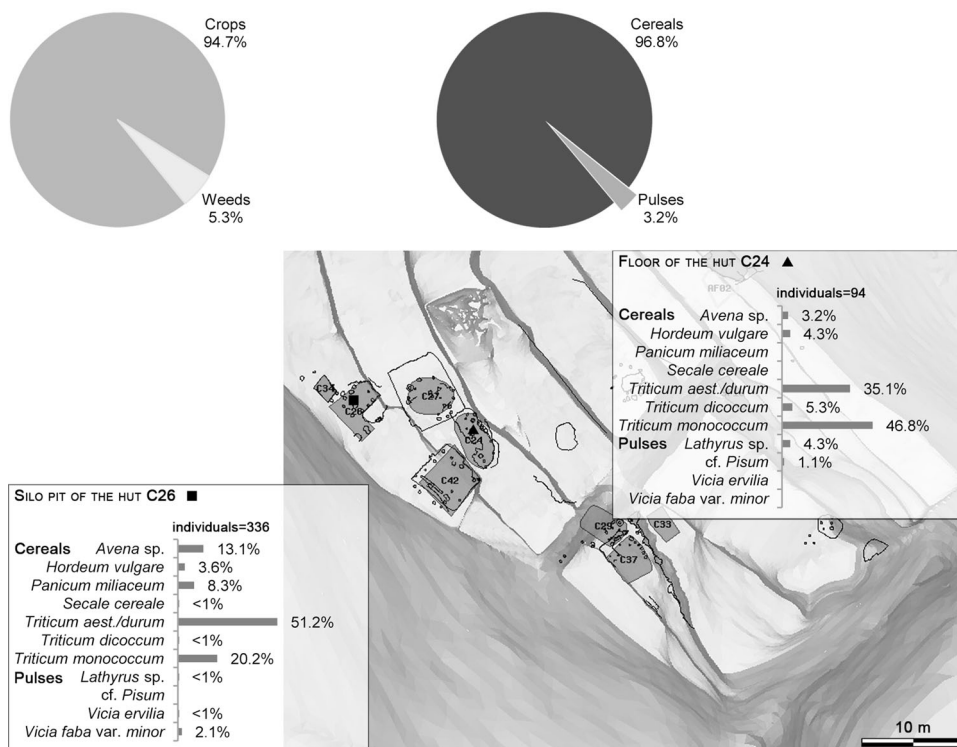 Crops
94.7%
Weeds
5.3%
Cereals
96.8%
Pulses
3.2%
FLOOR OF THE HUT C24 ▲
AF02
individuals=94
Cereals Avena sp. 3.2%
Hordeum vulgare 4.3%
Panicum miliaceum
Secale cereale
Triticum aest./durum 35.1%
Triticum dicoccum 5.3%
Triticum monococcum 46.8%
Pulses Lathyrus sp. 4.3%
cf. Pisum 1.1%
Vicia ervilia
Vicia faba var. minor
C34
C26
C27
C24
C42
C29
C33
C37
SILO PIT OF THE HUT C26 ■
individuals=336
Cereals Avena sp. 13.1%
Hordeum vulgare 3.6%
Panicum miliaceum 8.3%
Secale cereale <1%
Triticum aest./durum 51.2%
Triticum dicoccum <1%
Triticum monococcum 20.2%
Pulses Lathyrus sp. <1%
cf. Pisum
Vicia ervilia <1%
Vicia faba var. minor 2.1%
10 m